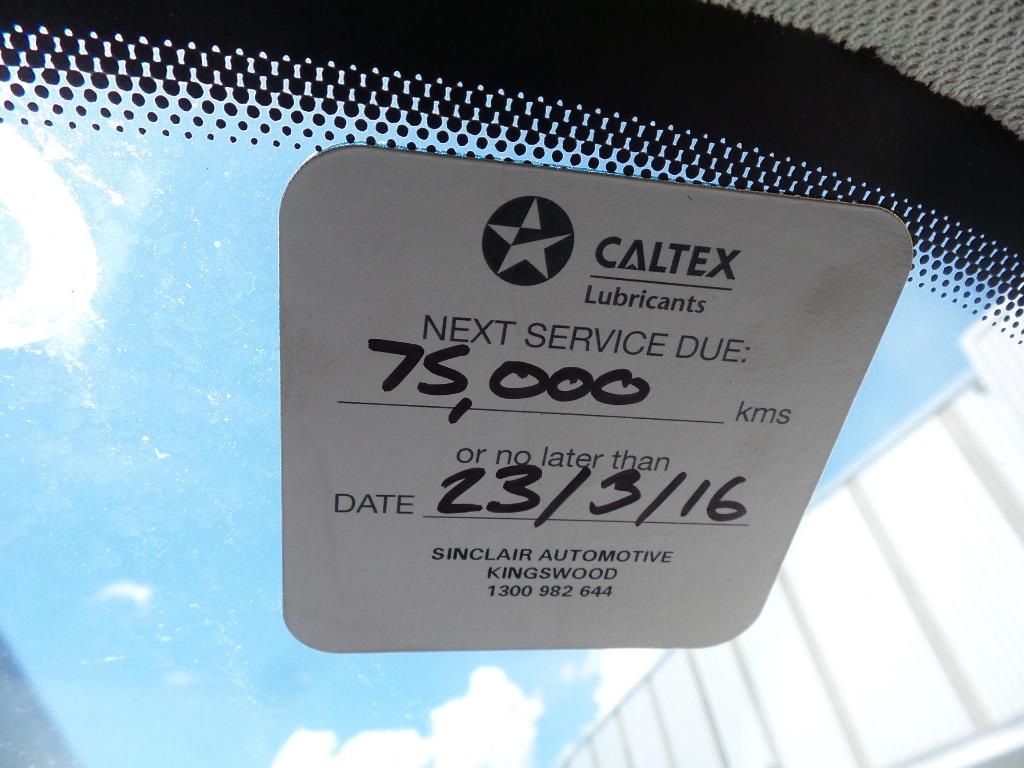 CALTEX
Lubricants
NEXT SERVICE DUE:
75,000 kms
or no later than
DATE 23/3/16
SINCLAIR AUTOMOTIVE
KINGSWOOD
1300 982 644